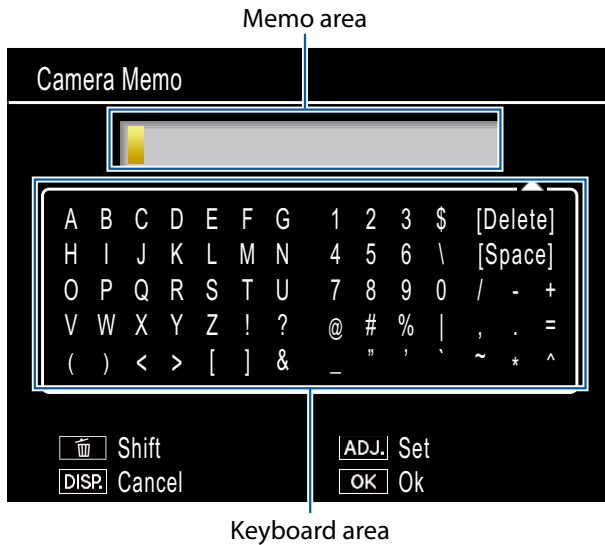 Memo area
Camera Memo
A B C D E F G 1 2 3 $ [Delete]
H I J K L M N 4 5 6 \ [Space]
O P Q R S T U 7 8 9 0 / - +
V W X Y Z ! ? @ # % | , . =
( ) < > [ ] & _ " ' ` ~ * ^
Shift ADJ. Set
DISP. Cancel OK Ok
Keyboard area